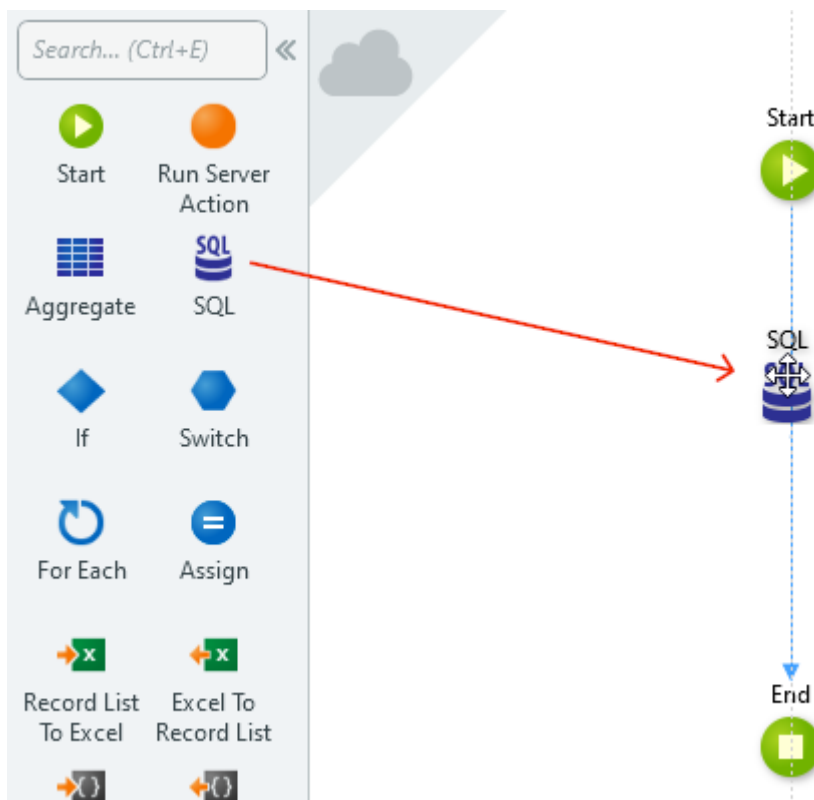 Search... (Ctrl+E)
Start
Run Server
Action
Aggregate
SQL
SQL
If
Switch
For Each
Assign
x
Record List
To Excel
x
Excel To
Record List
{}
{}
Start
SQL
End